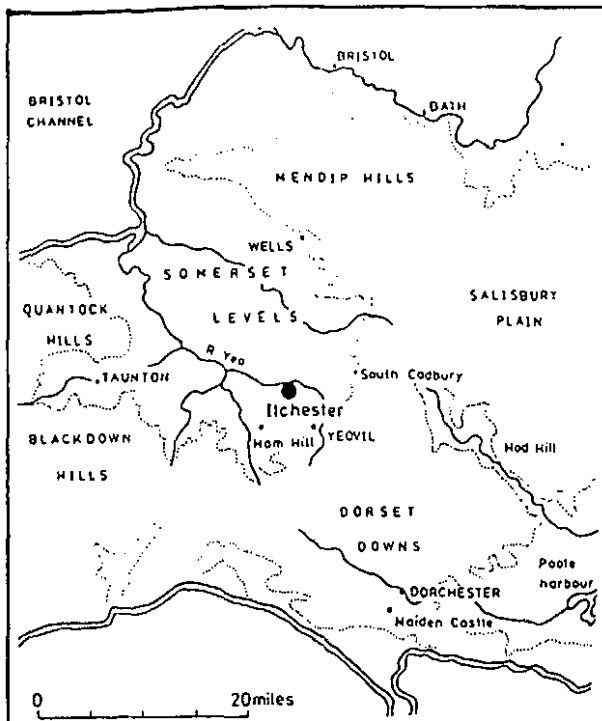 BRISTOL
BRISTOL
CHANNEL
BATH
MENDIP HILLS
WELLS
SOMERSET
LEVELS
SALISBURY
PLAIN
QUANTOCK
HILLS
R Yeo
TAUNTON
South Cadbury
Ilchester
BLACKDOWN
HILLS
Ham Hill
YEOVIL
Hod Hill
DORSET
DOWNS
Poole
harbour
DORCHESTER
Maiden Castle
0 20miles